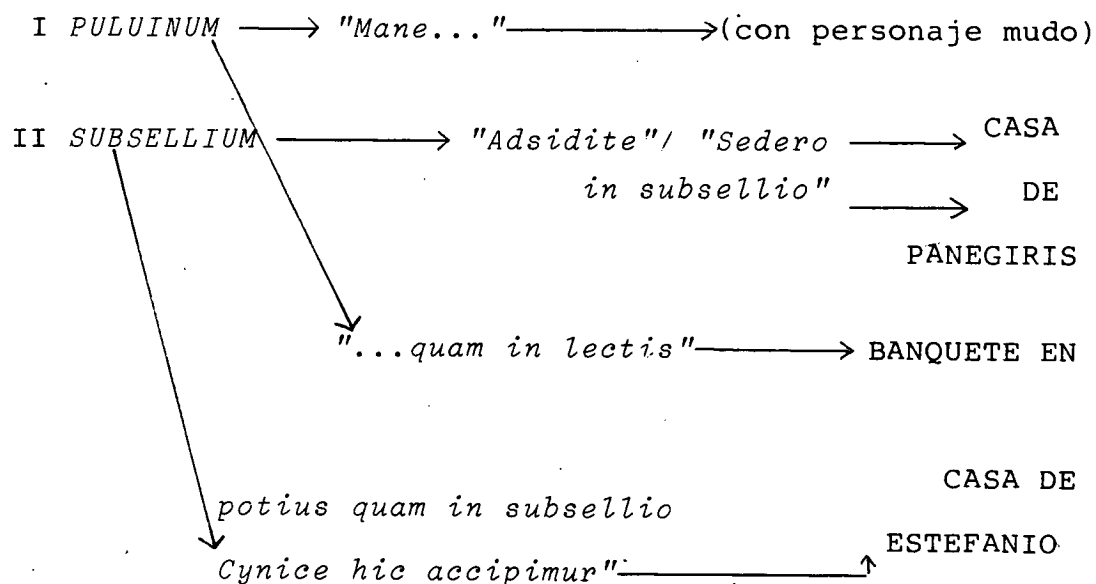 I PULUINUM → "Mane..." → (con personaje mudo)
II SUBSELLIUM → "Adsidite"/ "Sedero → CASA
in subsellio" → DE
PANEGIRIS
"...quam in lectis" → BANQUETE EN
CASA DE
potius quam in subsellio
ESTEFANIO
Cynice hic accipimur"